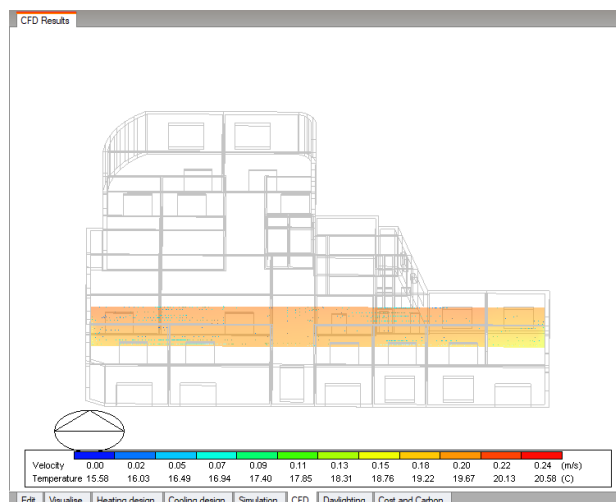 CFD Results
Velocity 0.00 0.02 0.05 0.07 0.09 0.11 0.13 0.15 0.18 0.20 0.22 0.24 (m/s)
Temperature 15.58 16.03 16.49 16.94 17.40 17.85 18.31 18.76 19.22 19.67 20.13 20.58 (C)
Edit Visualise Heating design Cooling design Simulation CFD Daylighting Cost and Carbon